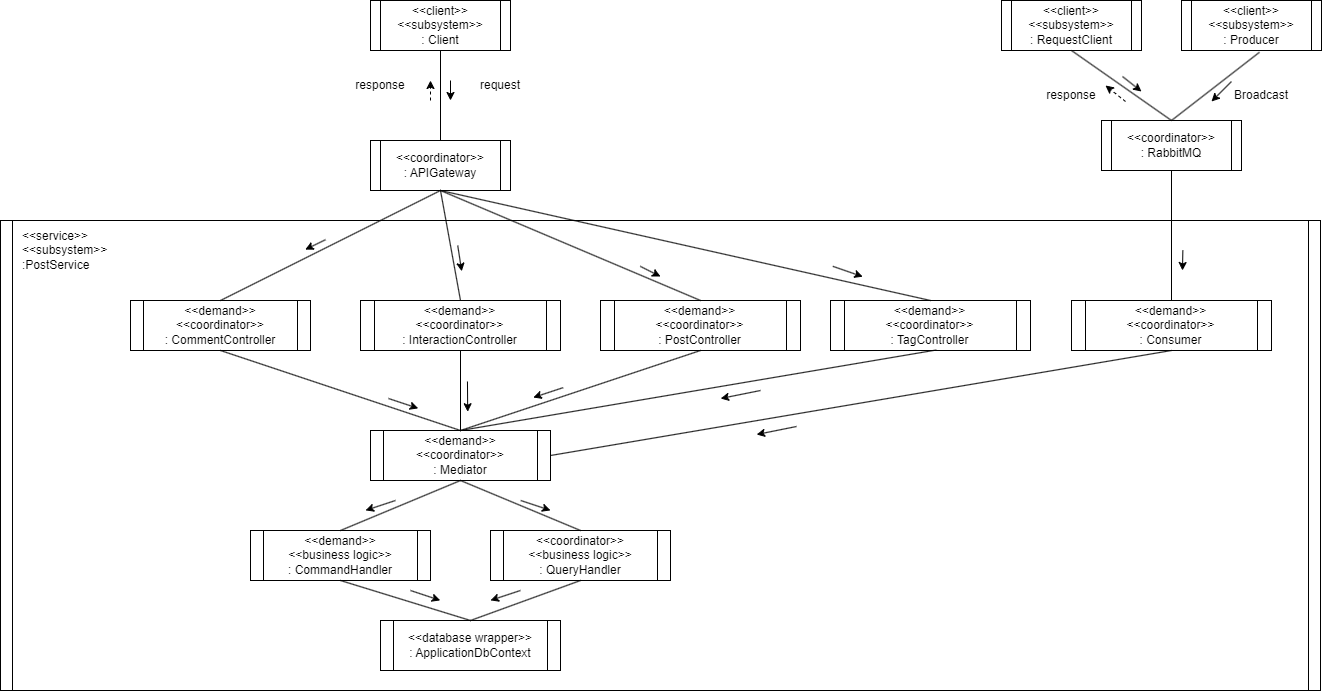 <<client>>
<<subsystem>>
: Client
<<client>>
<<subsystem>>
: RequestClient
<<client>>
<<subsystem>>
: Producer
response
request
response
Broadcast
<<coordinator>>
: APIGateway
<<coordinator>>
: RabbitMQ
<<service>>
<<subsystem>>
:PostService
<<demand>>
<<coordinator>>
: CommentController
<<demand>>
<<coordinator>>
: InteractionController
<<demand>>
<<coordinator>>
: PostController
<<demand>>
<<coordinator>>
: TagController
<<demand>>
<<coordinator>>
: Consumer
<<demand>>
<<coordinator>>
: Mediator
<<demand>>
<<business logic>>
: CommandHandler
<<coordinator>>
<<business logic>>
: QueryHandler
<<database wrapper>>
: ApplicationDbContext